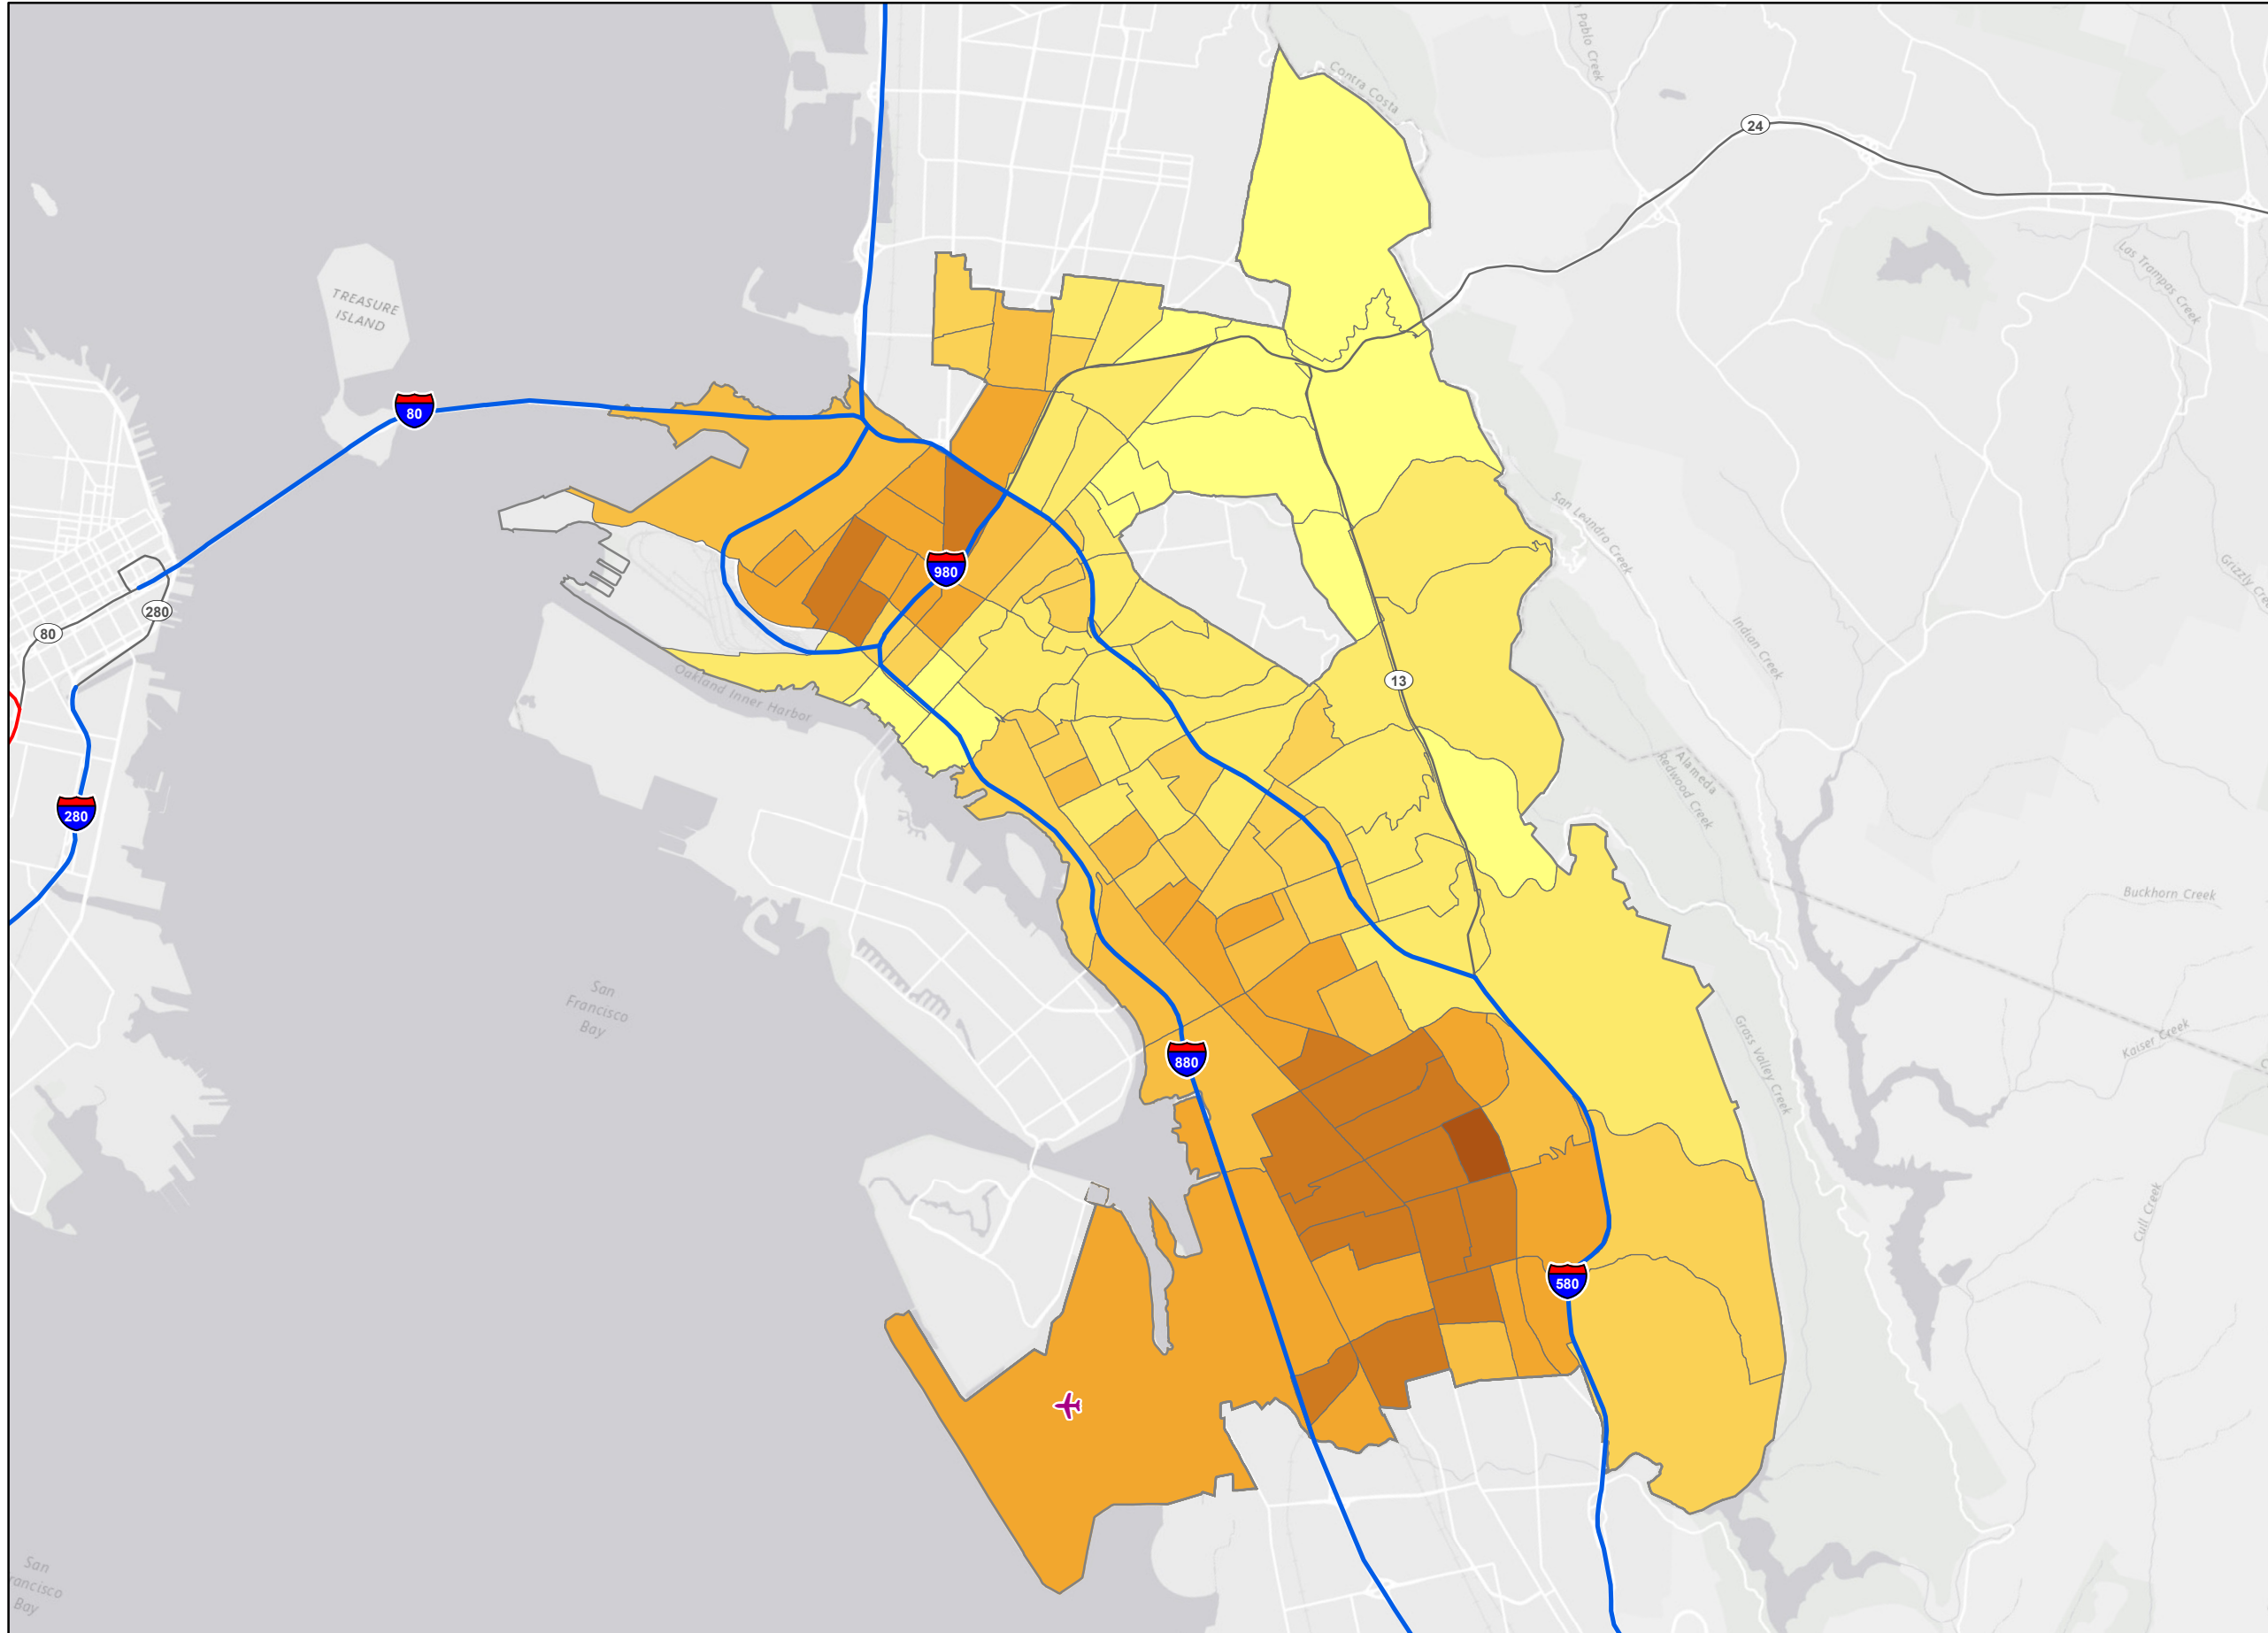 Pablo Creek
Contra Costa
24
Las Trampas Creek
TREASURE
ISLAND
80
San Leandro Creek
Grizzly
980
280
80
Indian Creek
13
Oakland Inner Harbor
Alameda
Redwood Creek
280
Buckhorn Creek
San
Francisco
Bay
Grass Valley Creek
Kaiser Creek
880
Cull Creek
580
San
rancisco
Bay